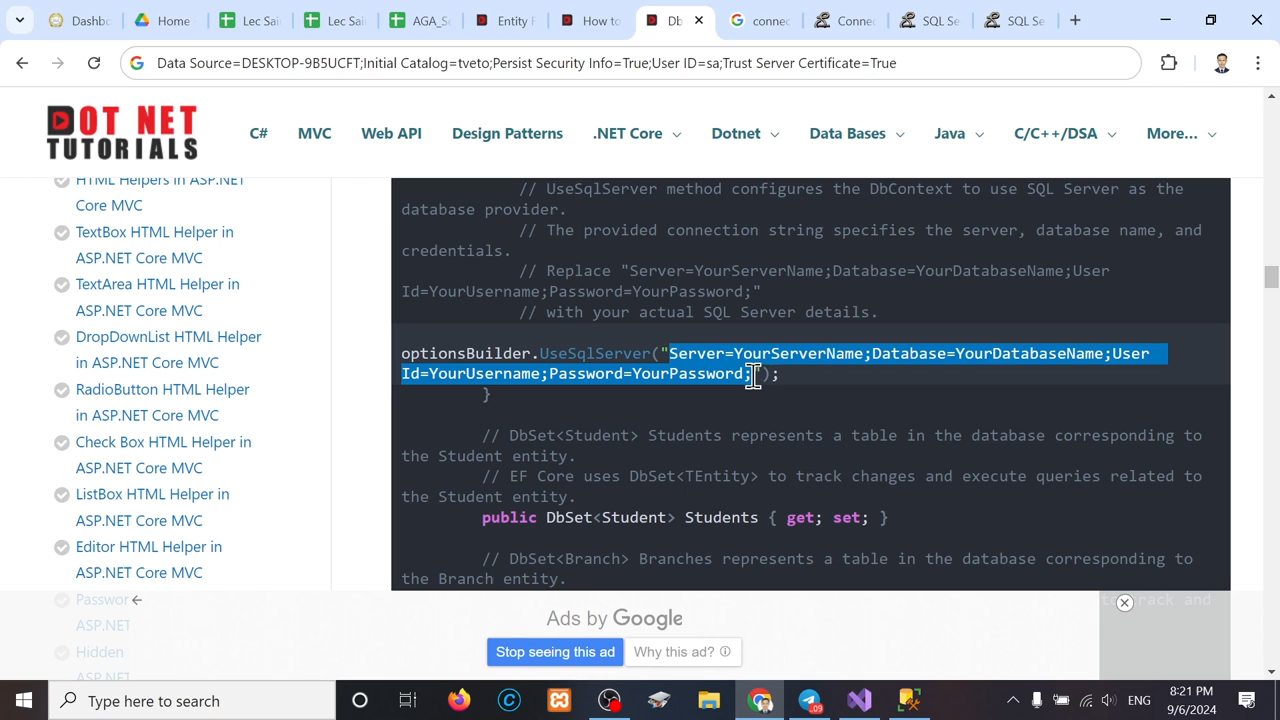 Dashbo
Home
Lec Sai
Lec Sai
AGA_S
Entity F
How to
Db
connec
Connec
SQL Se
SQL Se
Data Source=DESKTOP-9B5UCFT;Initial Catalog=tveto;Persist Security Info=True;User ID=sa;Trust Server Certificate=True
DOT NET
TUTORIALS
C#
MVC
Web API
Design Patterns
.NET Core
Dotnet
Data Bases
Java
C/C++/DSA
More...
HTML Helpers in ASP.NET
Core MVC
TextBox HTML Helper in
ASP.NET Core MVC
TextArea HTML Helper in
ASP.NET Core MVC
DropDownList HTML Helper
in ASP.NET Core MVC
RadioButton HTML Helper
in ASP.NET Core MVC
Check Box HTML Helper in
ASP.NET Core MVC
ListBox HTML Helper in
ASP.NET Core MVC
Editor HTML Helper in
ASP.NET Core MVC
Passwor
ASP.NET
Hidden
ASP.NET
// UseSqlServer method configures the DbContext to use SQL Server as the
database provider.
// The provided connection string specifies the server, database name, and
credentials.
// Replace "Server=YourServerName;Database=YourDatabaseName;User
Id=YourUsername;Password=YourPassword;"
// with your actual SQL Server details.
optionsBuilder.UseSqlServer("Server=YourServerName;Database=YourDatabaseName;User
Id=YourUsername;Password=YourPassword;");
}
// DbSet<Student> Students represents a table in the database corresponding to
the Student entity.
// EF Core uses DbSet<TEntity> to track changes and execute queries related to
the Student entity.
public DbSet<Student> Students { get; set; }
// DbSet<Branch> Branches represents a table in the database corresponding to
the Branch entity.
to track and
Ads by Google
Stop seeing this ad
Why this ad?
Type here to search
09
ENG
8:21 PM
9/6/2024